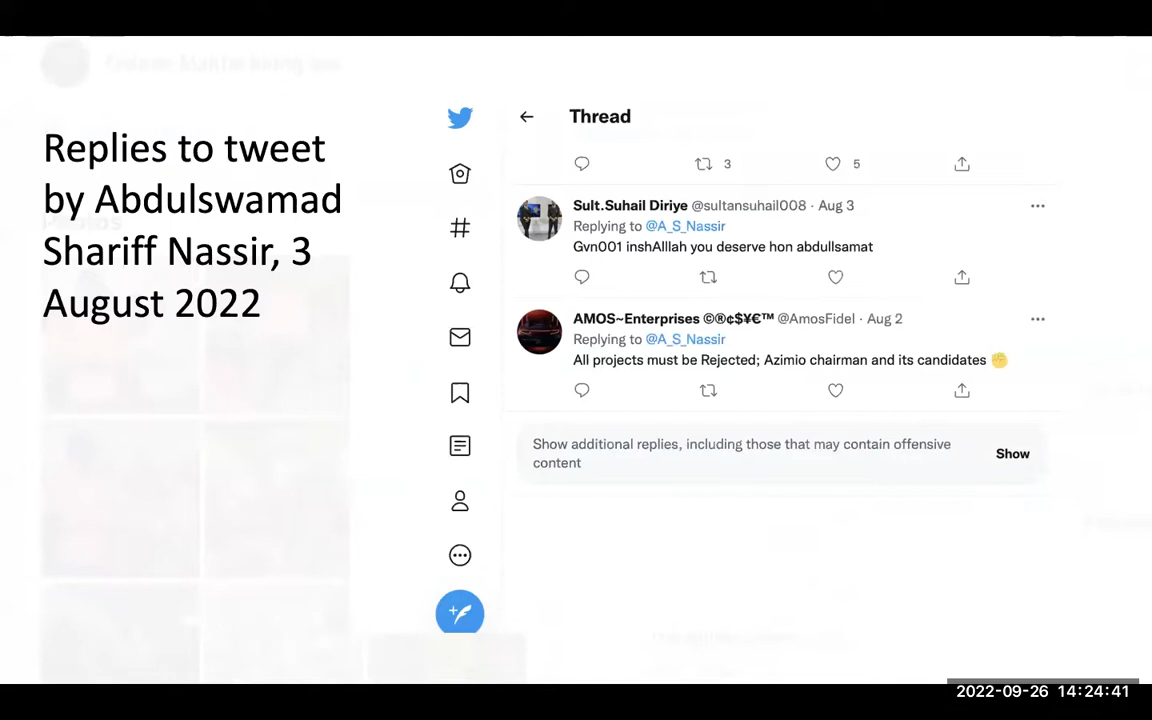 Replies to tweet
by Abdulswamad
Shariff Nassir, 3
August 2022
Thread
3
5
Sult.Suhail Diriye @sultansuhail008 · Aug 3
Replying to @A_S_Nassir
Gvn001 inshAlllah you deserve hon abdullsamat
AMOS~Enterprises ©®¢$¥€™ @AmosFidel · Aug 2
Replying to @A_S_Nassir
All projects must be Rejected; Azimio chairman and its candidates ✊
Show additional replies, including those that may contain offensive
content
Show
2022-09-26 14:24:41